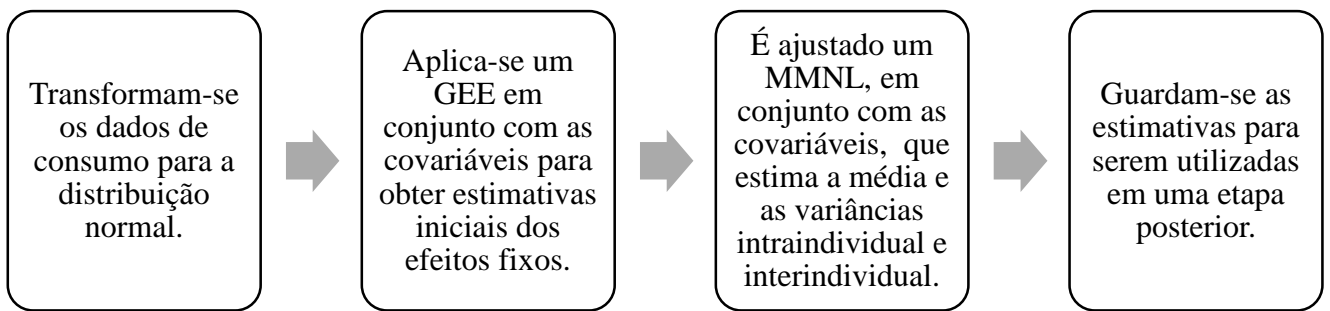 Transformam-se
os dados de
consumo para a
distribuição
normal.
Aplica-se um
GEE em
conjunto com as
covariáveis para
obter estimativas
iniciais dos
efeitos fixos.
É ajustado um
MMNL, em
conjunto com as
covariáveis, que
estima a média e
as variâncias
intraindividual e
interindividual.
Guardam-se as
estimativas para
serem utilizadas
em uma etapa
posterior.